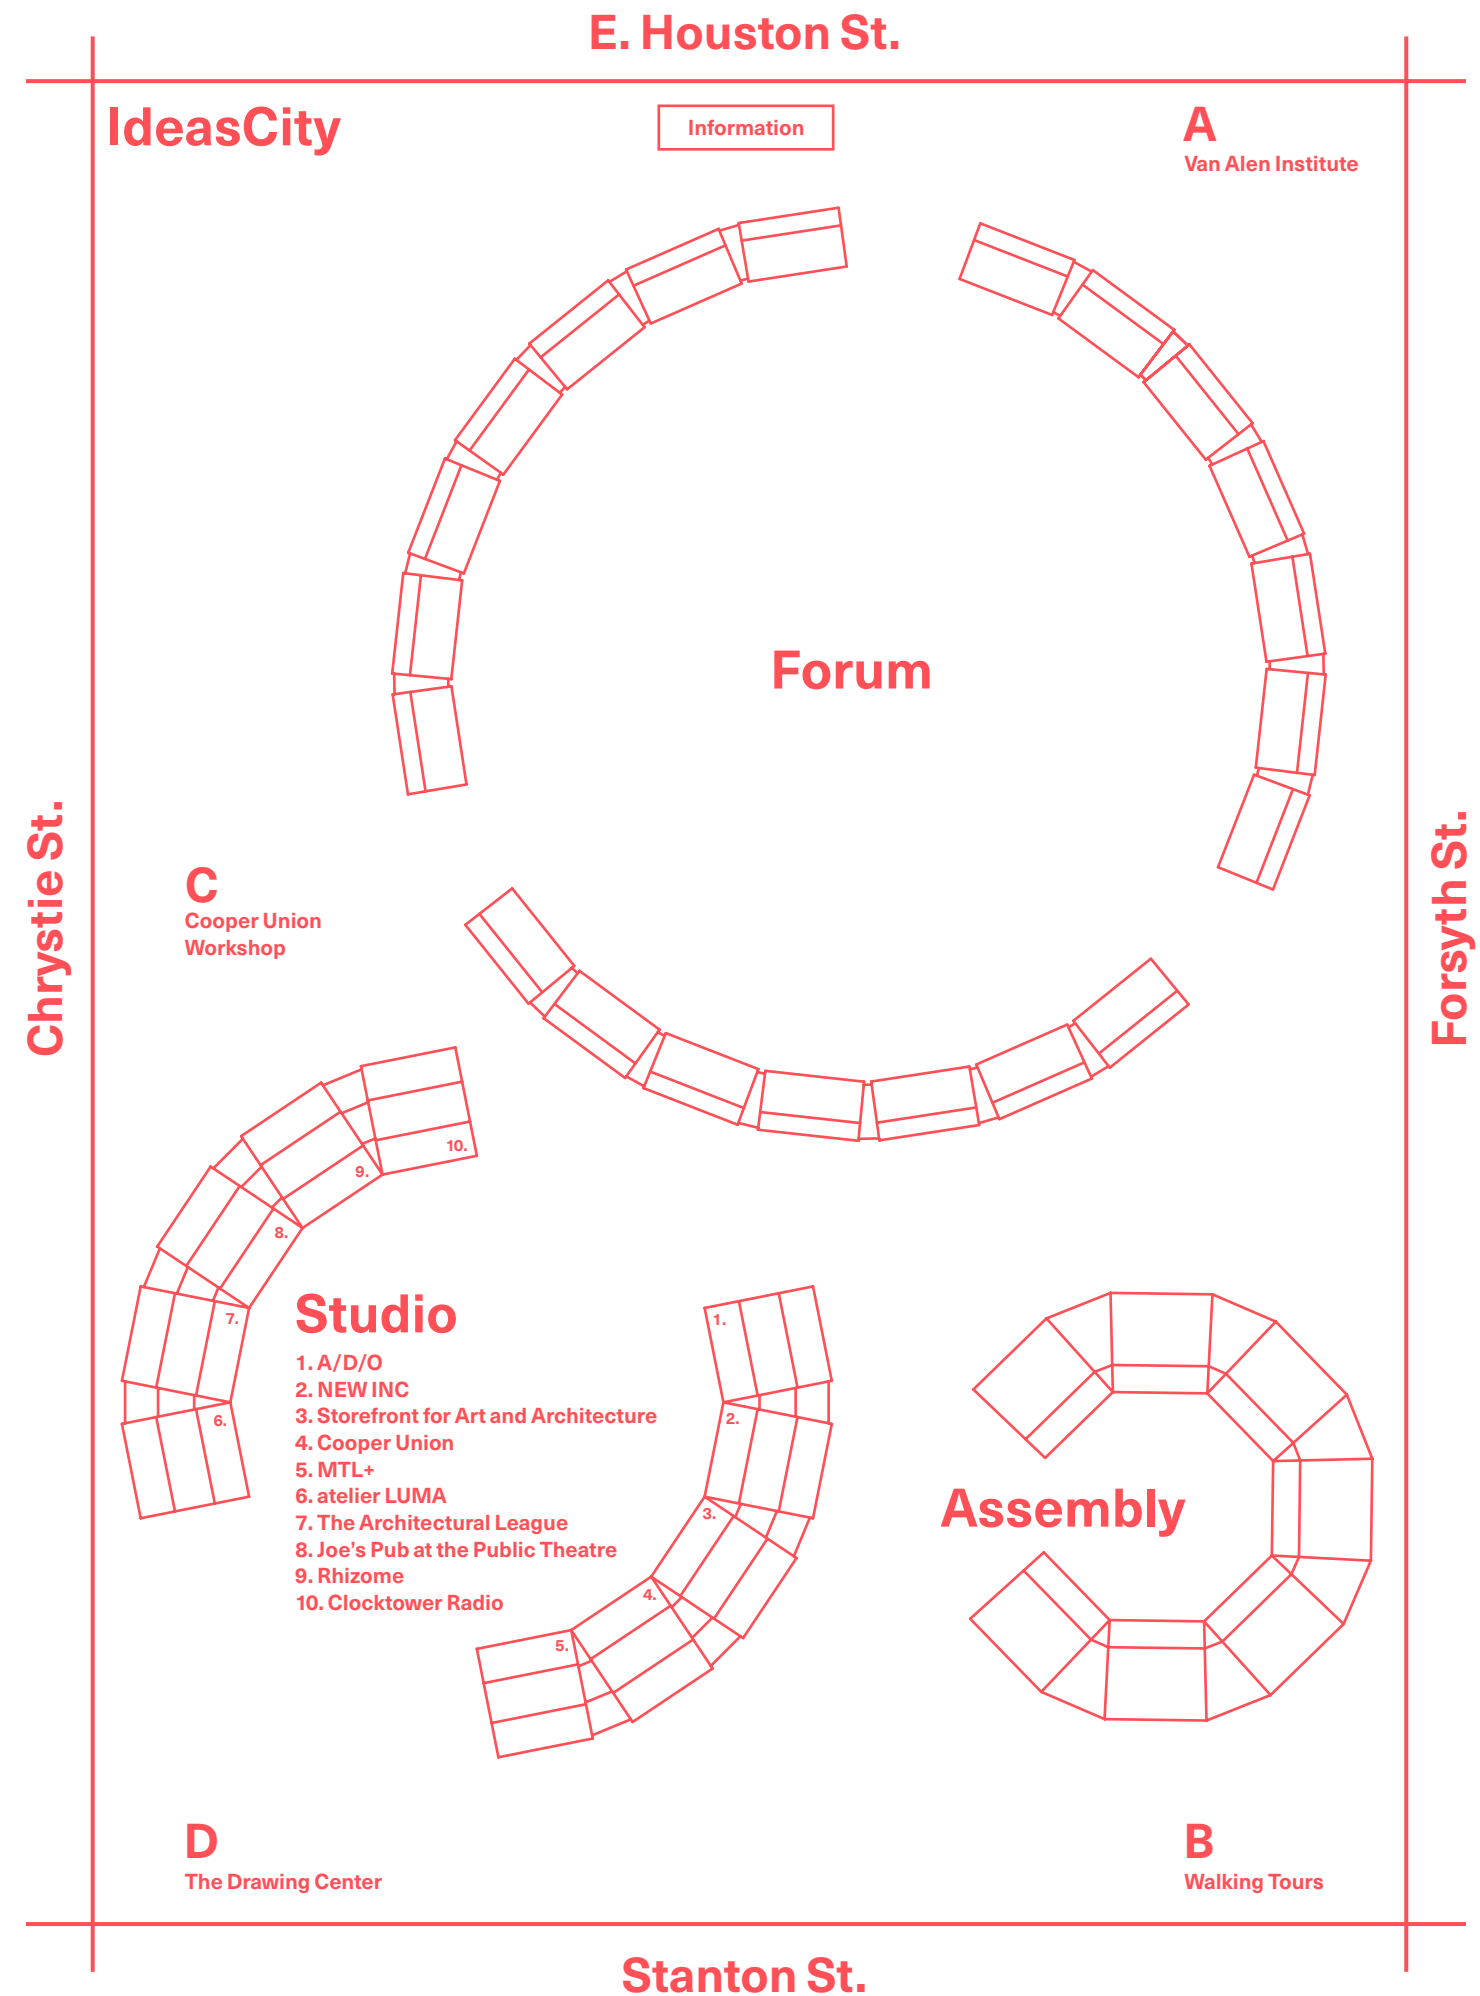 E. Houston St.
IdeasCity
Information
A
Van Alen Institute
Forum
Chrystie St.
Forsyth St.
C
Cooper Union
Workshop
10.
9.
8.
7.
6.
Studio
1. A/D/O
2. NEW INC
3. Storefront for Art and Architecture
4. Cooper Union
5. MTL+
6. atelier LUMA
7. The Architectural League
8. Joe’s Pub at the Public Theatre
9. Rhizome
10. Clocktower Radio
1.
2.
3.
4.
5.
Assembly
D
The Drawing Center
B
Walking Tours
Stanton St.